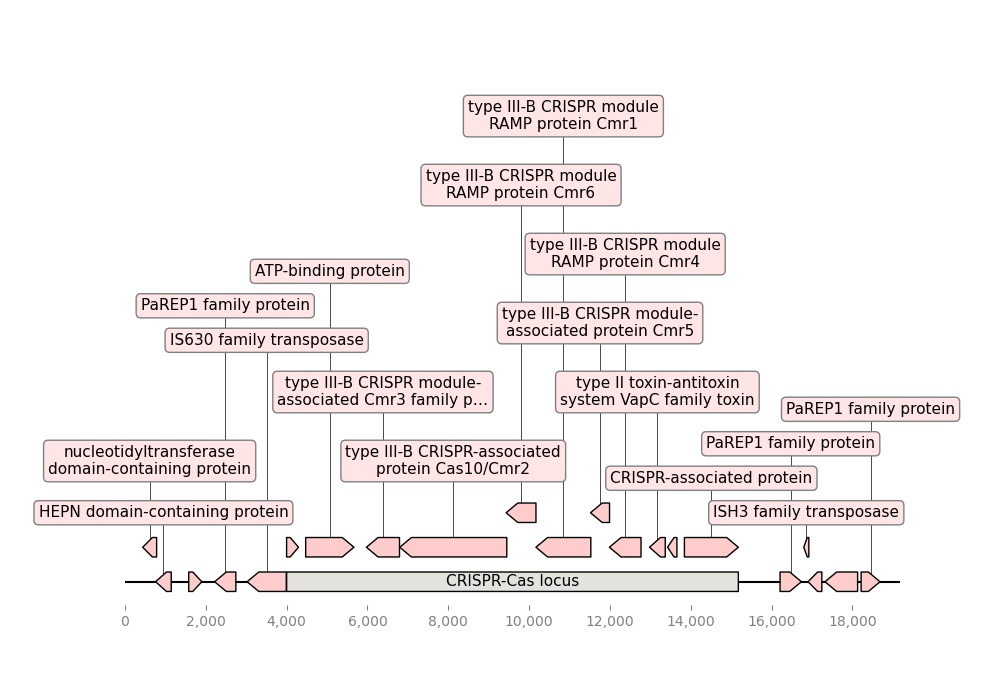 type III-B CRISPR module
RAMP protein Cmr1
type III-B CRISPR module
RAMP protein Cmr6
type III-B CRISPR module
RAMP protein Cmr4
ATP-binding protein
PaREP1 family protein
type III-B CRISPR module-
associated protein Cmr5
IS630 family transposase
type III-B CRISPR module-
associated Cmr3 family p...
type II toxin-antitoxin
system VapC family toxin
PaREP1 family protein
PaREP1 family protein
nucleotidyltransferase
domain-containing protein
type III-B CRISPR-associated
protein Cas10/Cmr2
CRISPR-associated protein
HEPN domain-containing protein
ISH3 family transposase
CRISPR-Cas locus
0 2,000 4,000 6,000 8,000 10,000 12,000 14,000 16,000 18,000